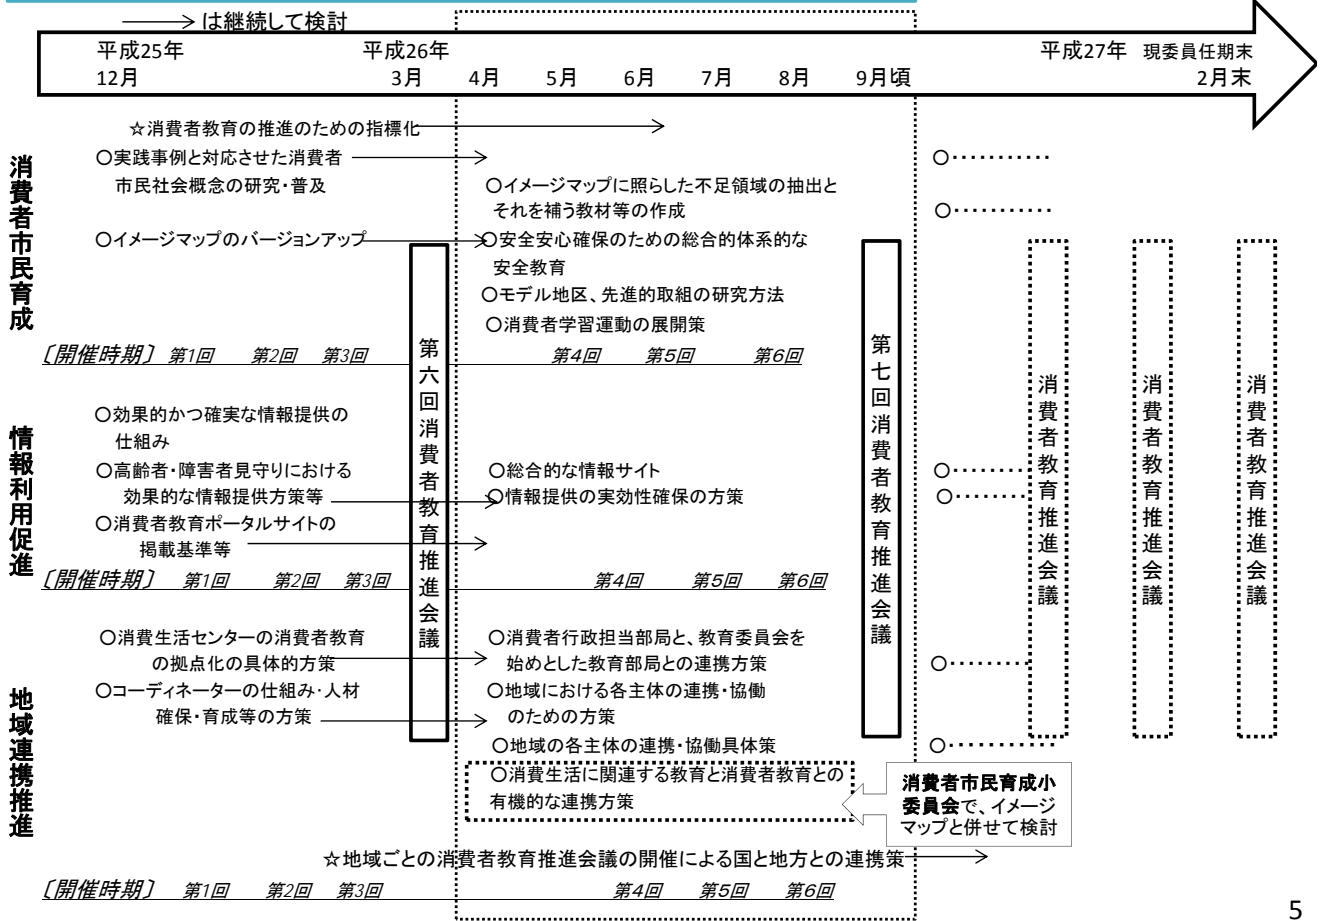 は継続して検討
平成25年 平成26年 平成27年 現委員任期末
12月 3月 4月 5月 6月 7月 8月 9月頃 2月末
消費者市民育成
☆消費者教育の推進のための指標化
○実践事例と対応させた消費者
市民社会概念の研究・普及
○イメージマップのバージョンアップ
○イメージマップに照らした不足領域の抽出と
それを補う教材等の作成
○安全安心確保のための総合的体系的な
安全教育
○モデル地区、先進的取組の研究方法
○消費者学習運動の展開策
○‥‥‥‥‥
○‥‥‥‥‥
〔開催時期〕 第1回 第2回 第3回 第4回 第5回 第6回
第六回消費者教育推進会議
第七回消費者教育推進会議
消費者教育推進会議
消費者教育推進会議
消費者教育推進会議
情報利用促進
○効果的かつ確実な情報提供の
仕組み
○高齢者・障害者見守りにおける
効果的な情報提供方策等
○消費者教育ポータルサイトの
掲載基準等
○総合的な情報サイト
○情報提供の実効性確保の方策
○‥‥‥‥
○‥‥‥‥
〔開催時期〕 第1回 第2回 第3回 第4回 第5回 第6回
地域連携推進
○消費生活センターの消費者教育
の拠点化の具体的方策
○コーディネーターの仕組み・人材
確保・育成等の方策
○消費者行政担当部局と、教育委員会を
始めとした教育部局との連携方策
○地域における各主体の連携・協働
のための方策
○地域の各主体の連携・協働具体策
○消費生活に関連する教育と消費者教育との
有機的な連携方策
○‥‥‥‥
○‥‥‥‥‥
消費者市民育成小
委員会で、イメージ
マップと併せて検討
☆地域ごとの消費者教育推進会議の開催による国と地方との連携策
〔開催時期〕 第1回 第2回 第3回 第4回 第5回 第6回
5